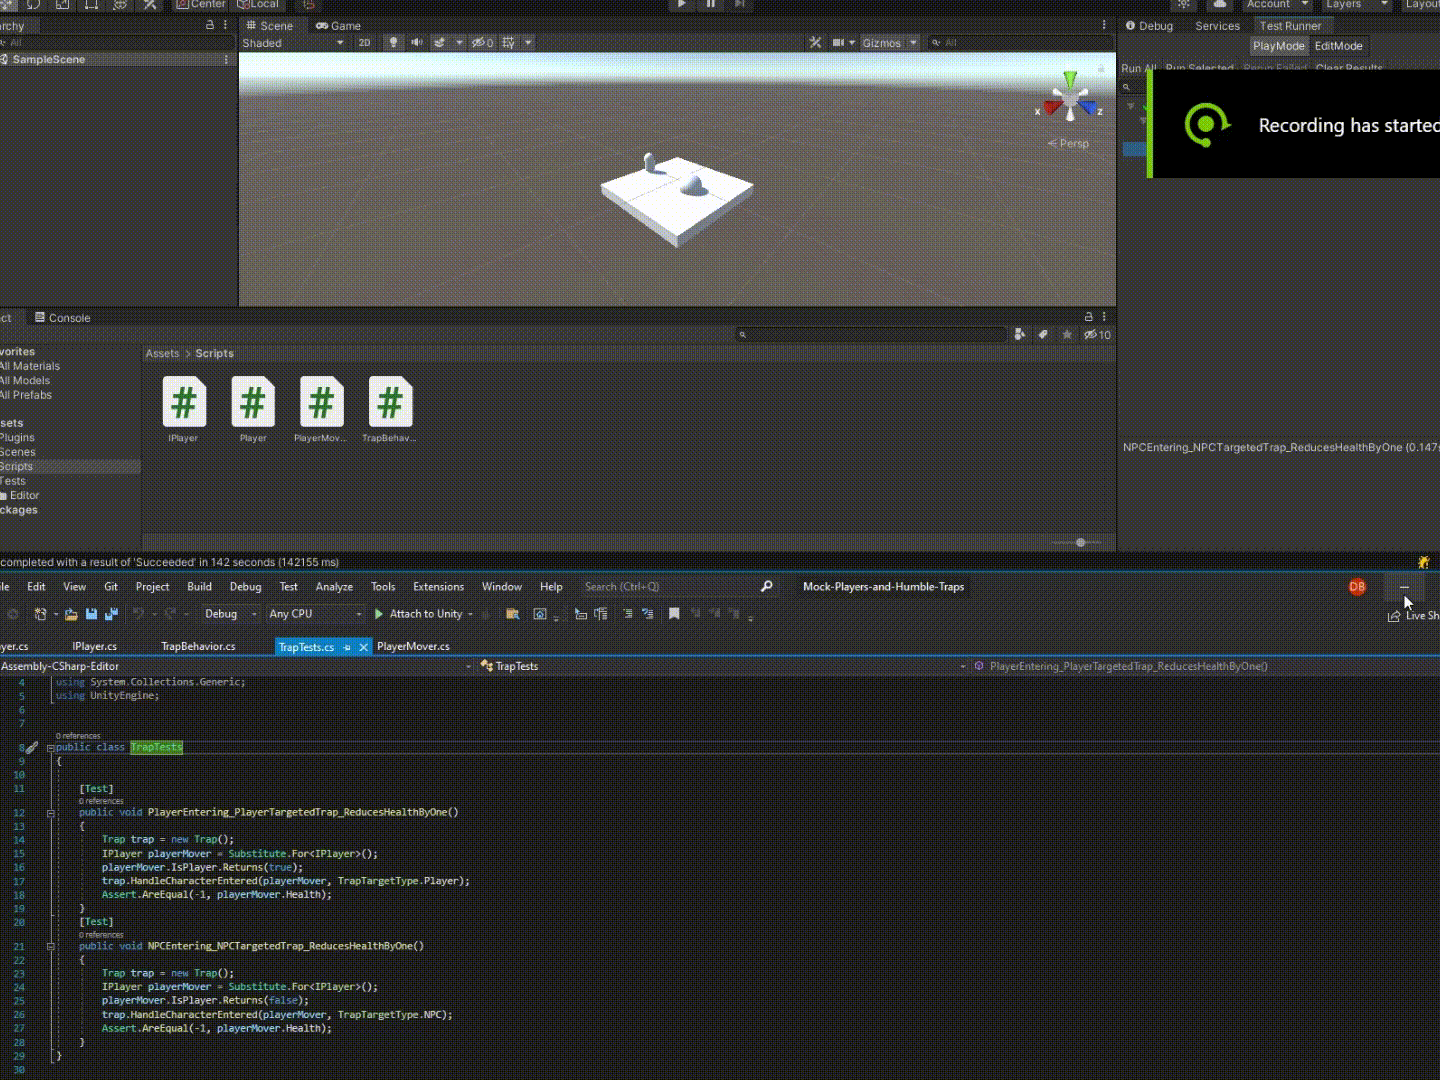 Center Local
Account Layers Layout
archy Scene Game Debug Services Test Runner
All Shaded 2D 0 Gizmos All PlayMode EditMode
SampleScene
Run All Run Selected Rerun Failed Clear Results
x z
Persp
Recording has started
ct Console
10
Assets > Scripts
vorites
All Materials
All Models
All Prefabs
sets
Plugins
Scenes
Scripts
Tests
Editor
ckages
IPlayer Player PlayerMov... TrapBehav...
NPCEntering_NPCTargetedTrap_ReducesHealthByOne (0.147s
completed with a result of 'Succeeded' in 142 seconds (142155 ms)
le Edit View Git Project Build Debug Test Analyze Tools Extensions Window Help Search (Ctrl+Q) Mock-Players-and-Humble-Traps DB
Debug Any CPU Attach to Unity Live Sh
yer.cs IPlayer.cs TrapBehavior.cs TrapTests.cs PlayerMover.cs
Assembly-CSharp-Editor TrapTests PlayerEntering_PlayerTargetedTrap_ReducesHealthByOne()
4 using System.Collections.Generic;
5 using UnityEngine;
6
7
0 references
8 public class TrapTests
9 {
10
11 [Test]
0 references
12 public void PlayerEntering_PlayerTargetedTrap_ReducesHealthByOne()
13 {
14 Trap trap = new Trap();
15 IPlayer playerMover = Substitute.For<IPlayer>();
16 playerMover.IsPlayer.Returns(true);
17 trap.HandleCharacterEntered(playerMover, TrapTargetType.Player);
18 Assert.AreEqual(-1, playerMover.Health);
19 }
20 [Test]
0 references
21 public void NPCEntering_NPCTargetedTrap_ReducesHealthByOne()
22 {
23 Trap trap = new Trap();
24 IPlayer playerMover = Substitute.For<IPlayer>();
25 playerMover.IsPlayer.Returns(false);
26 trap.HandleCharacterEntered(playerMover, TrapTargetType.NPC);
27 Assert.AreEqual(-1, playerMover.Health);
28 }
29 }
30